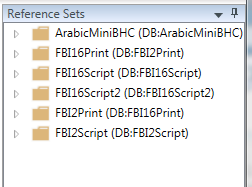 Reference Sets
ArabicMiniBHC (DB:ArabicMiniBHC)
FBI16Print (DB:FBI2Print)
FBI16Script (DB:FBI16Script)
FBI16Script2 (DB:FBI16Script2)
FBI2Print (DB:FBI16Print)
FBI2Script (DB:FBI2Script)